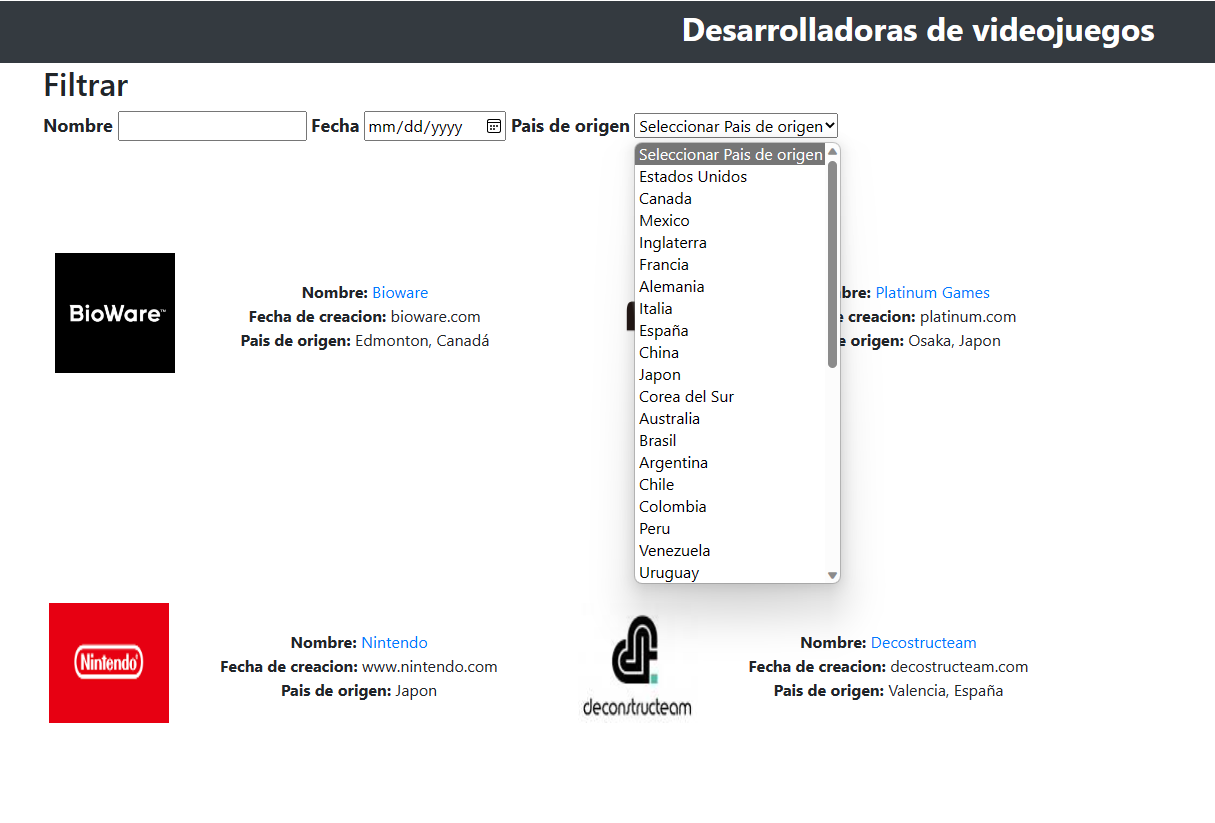 Desarrolladoras de videojuegos
Filtrar
Nombre Fecha mm/dd/yyyy Pais de origen Seleccionar Pais de origen
Seleccionar Pais de origen
Estados Unidos
Canada
Mexico
Inglaterra
Francia
Alemania
Italia
España
China
Japon
Corea del Sur
Australia
Brasil
Argentina
Chile
Colombia
Peru
Venezuela
Uruguay
BioWare™
Nombre: Bioware
Fecha de creacion: bioware.com
Pais de origen: Edmonton, Canadá
bre: Platinum Games
creacion: platinum.com
origen: Osaka, Japon
Nintendo
Nombre: Nintendo
Fecha de creacion: www.nintendo.com
Pais de origen: Japon
deconstructeam
Nombre: Decostructeam
Fecha de creacion: decostructeam.com
Pais de origen: Valencia, España